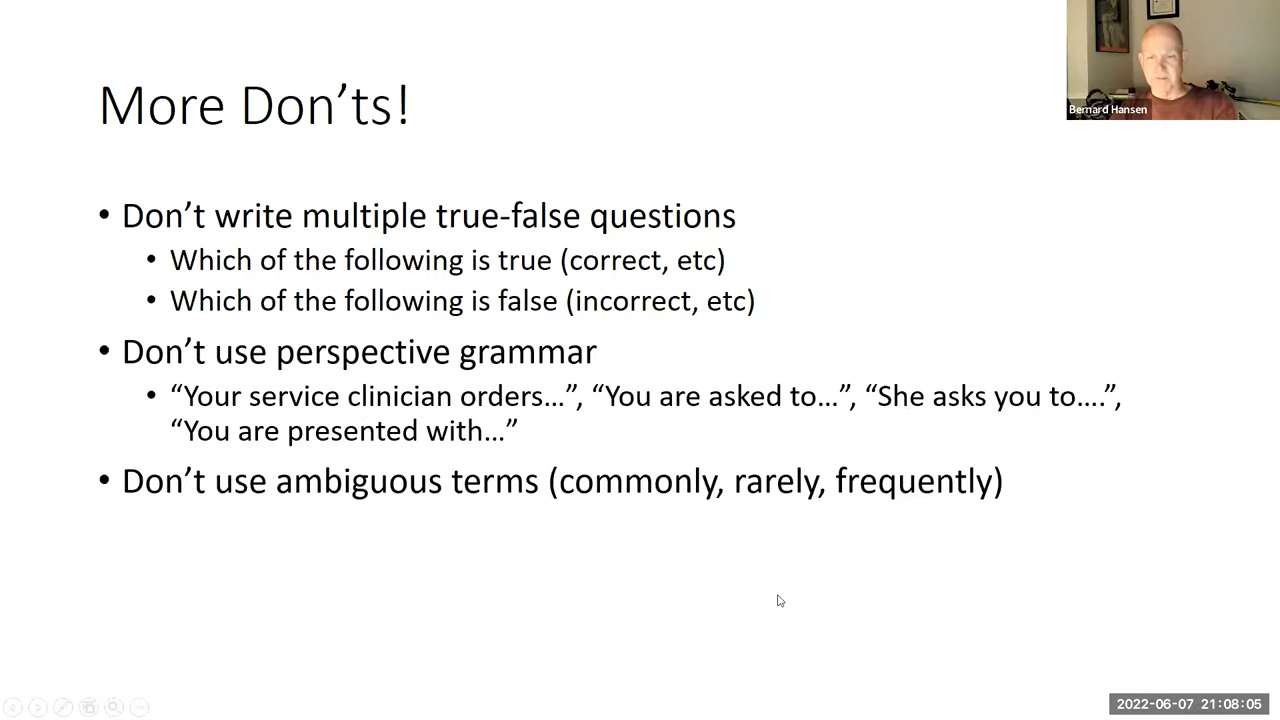 Bernard Hansen
More Don’ts!
• Don’t write multiple true-false questions
• Which of the following is true (correct, etc)
• Which of the following is false (incorrect, etc)
• Don’t use perspective grammar
• “Your service clinician orders…”, “You are asked to…”, “She asks you to….”,
“You are presented with…”
• Don’t use ambiguous terms (commonly, rarely, frequently)
2022-06-07 21:08:05